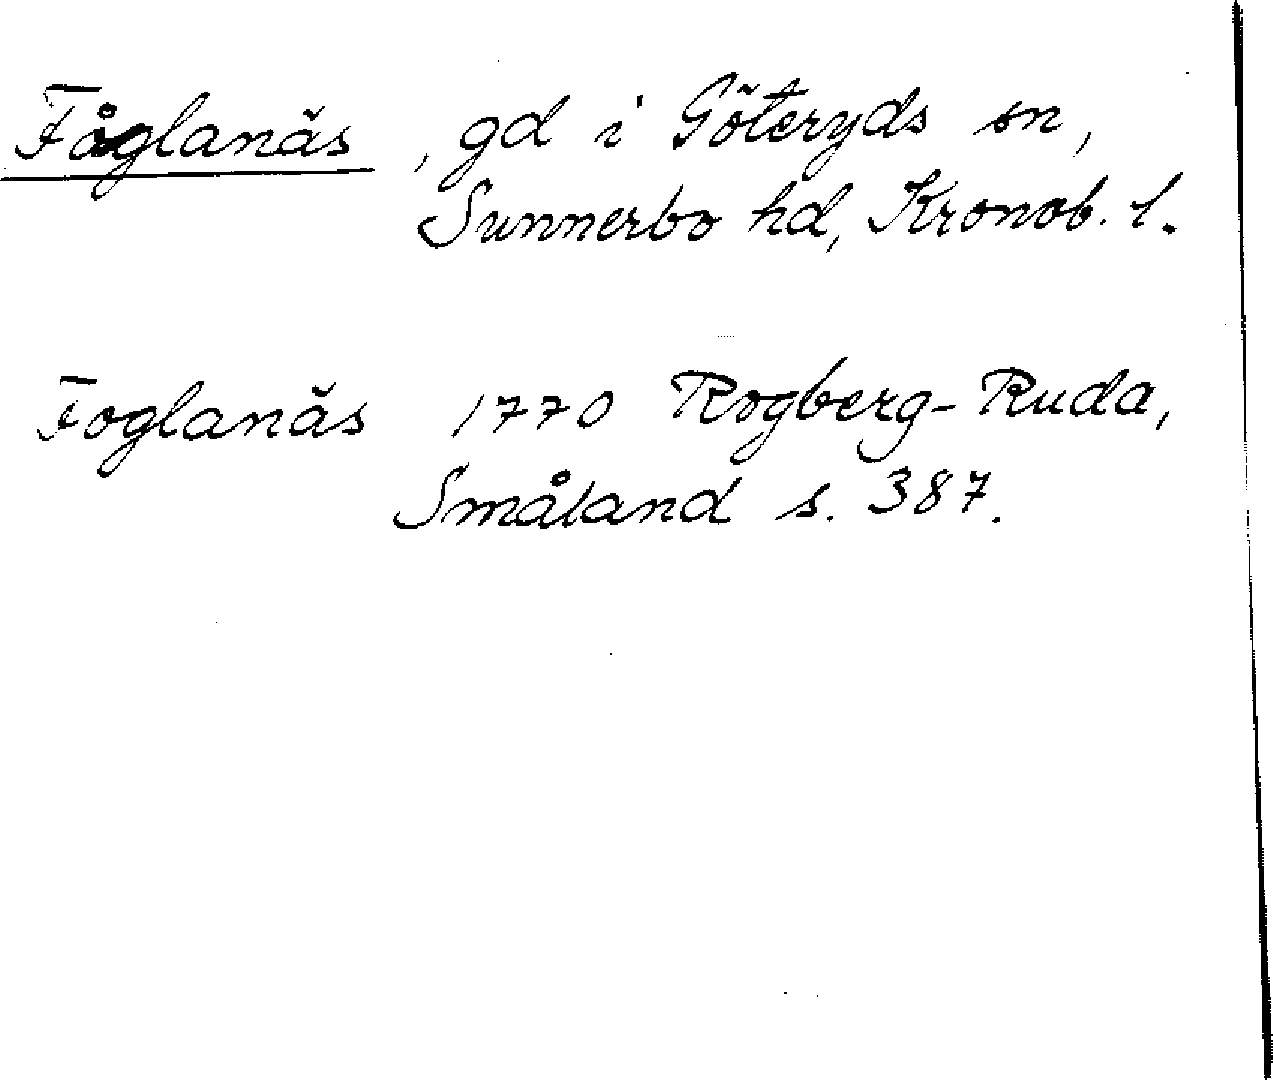 Fåglanäs, gd i Göteryds sn,
Sunnerbo hd, Kronob. l.
Foglanäs 1770 Rogberg-Ruda,
Småland s. 387.